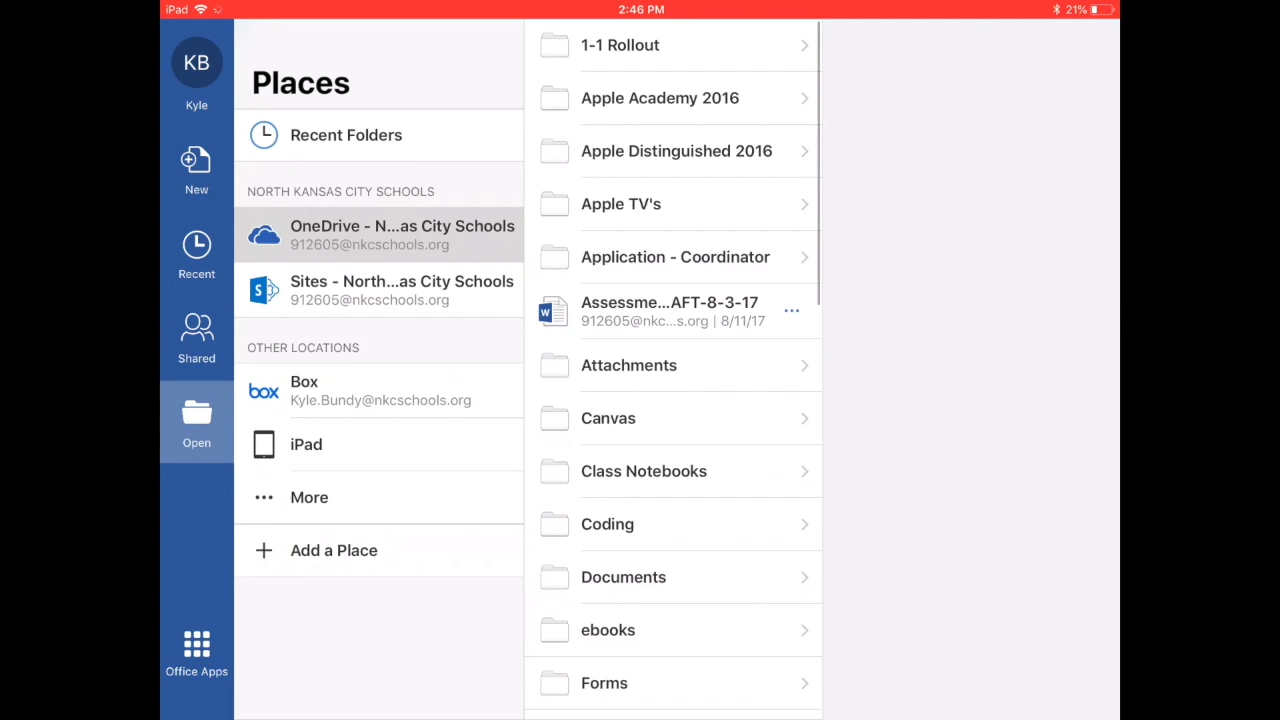 iPad
2:46 PM
21%
KB
Kyle
New
Recent
Shared
Open
Office Apps
Places
Recent Folders
NORTH KANSAS CITY SCHOOLS
OneDrive - N...as City Schools
912605@nkcschools.org
Sites - North...as City Schools
912605@nkcschools.org
OTHER LOCATIONS
box
Box
Kyle.Bundy@nkcschools.org
iPad
More
Add a Place
1-1 Rollout
Apple Academy 2016
Apple Distinguished 2016
Apple TV's
Application - Coordinator
W
Assessme...AFT-8-3-17
912605@nkc...s.org | 8/11/17
Attachments
Canvas
Class Notebooks
Coding
Documents
ebooks
Forms